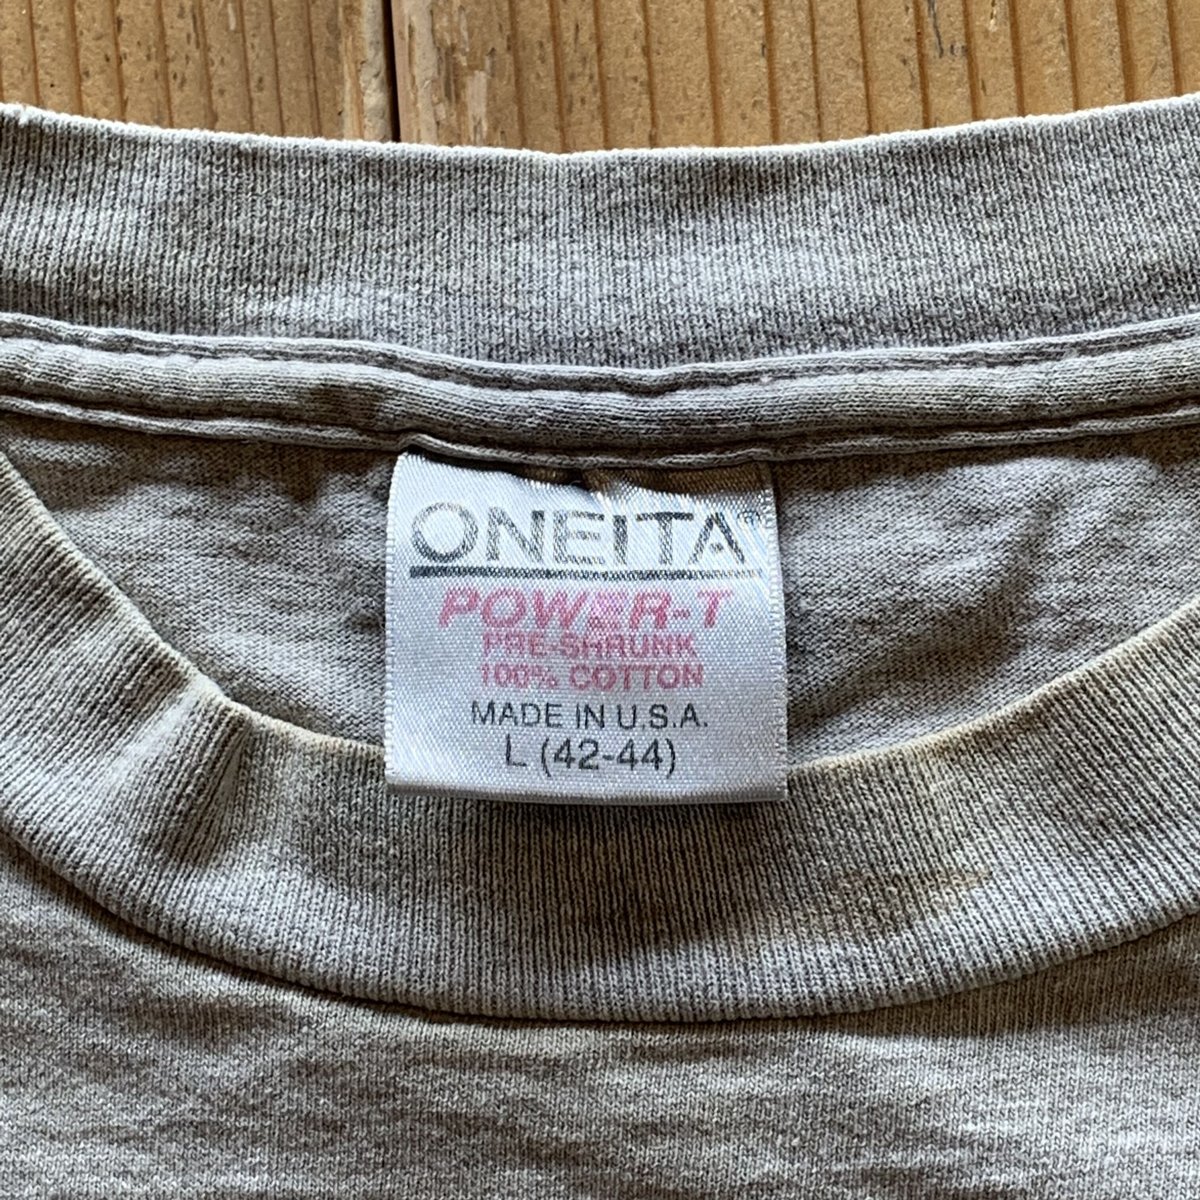 ONEITA®
POWER-T
PRE-SHRUNK
100% COTTON
MADE IN U.S.A.
L (42-44)